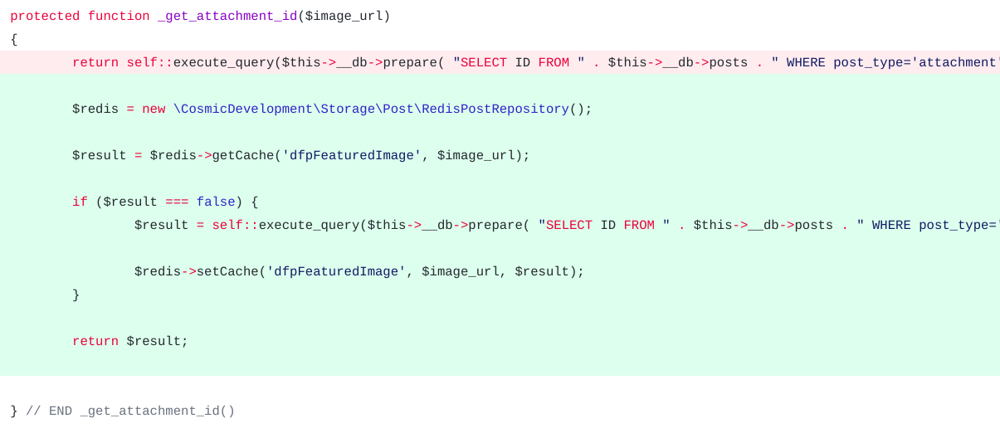 protected function _get_attachment_id($image_url)
{
return self::execute_query($this->__db->prepare( "SELECT ID FROM " . $this->__db->posts . " WHERE post_type='attachment'
$redis = new \CosmicDevelopment\Storage\Post\RedisPostRepository();
$result = $redis->getCache('dfpFeaturedImage', $image_url);
if ($result === false) {
$result = self::execute_query($this->__db->prepare( "SELECT ID FROM " . $this->__db->posts . " WHERE post_type='
$redis->setCache('dfpFeaturedImage', $image_url, $result);
}
return $result;
} // END _get_attachment_id()